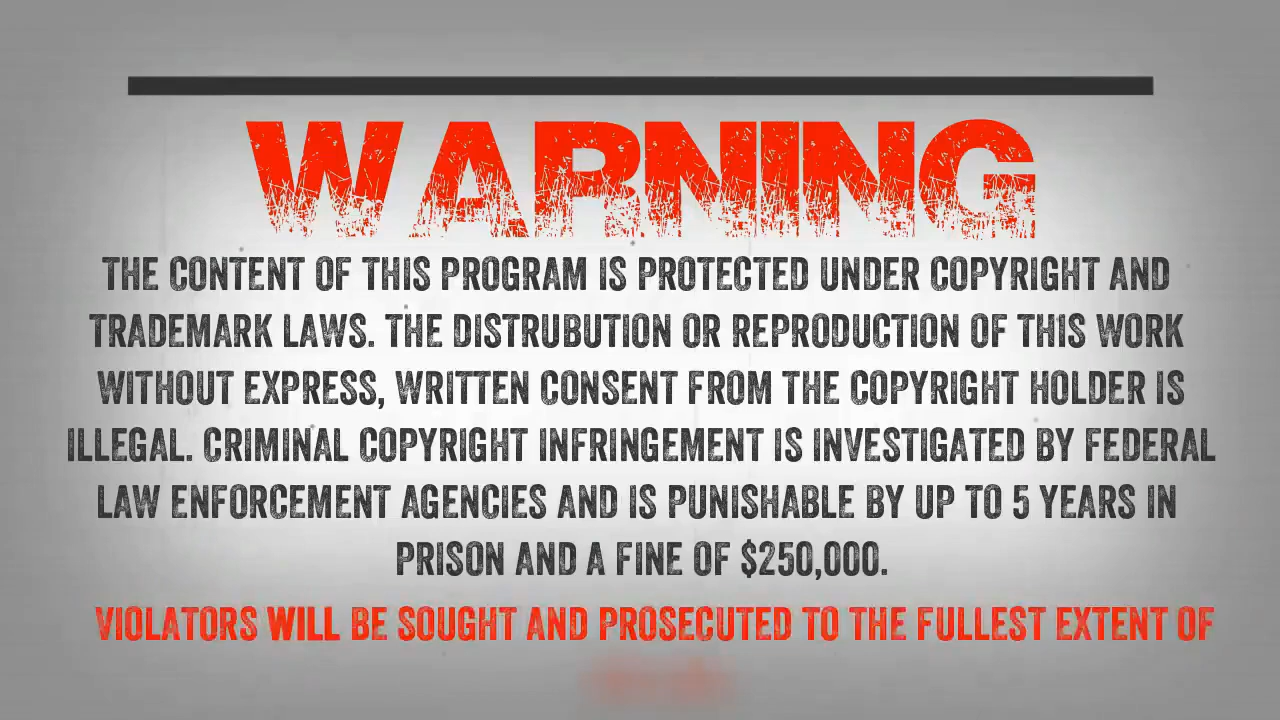 WARNING
THE CONTENT OF THIS PROGRAM IS PROTECTED UNDER COPYRIGHT AND
TRADEMARK LAWS. THE DISTRUBUTION OR REPRODUCTION OF THIS WORK
WITHOUT EXPRESS, WRITTEN CONSENT FROM THE COPYRIGHT HOLDER IS
ILLEGAL. CRIMINAL COPYRIGHT INFRINGEMENT IS INVESTIGATED BY FEDERAL
LAW ENFORCEMENT AGENCIES AND IS PUNISHABLE BY UP TO 5 YEARS IN
PRISON AND A FINE OF $250,000.
VIOLATORS WILL BE SOUGHT AND PROSECUTED TO THE FULLEST EXTENT OF